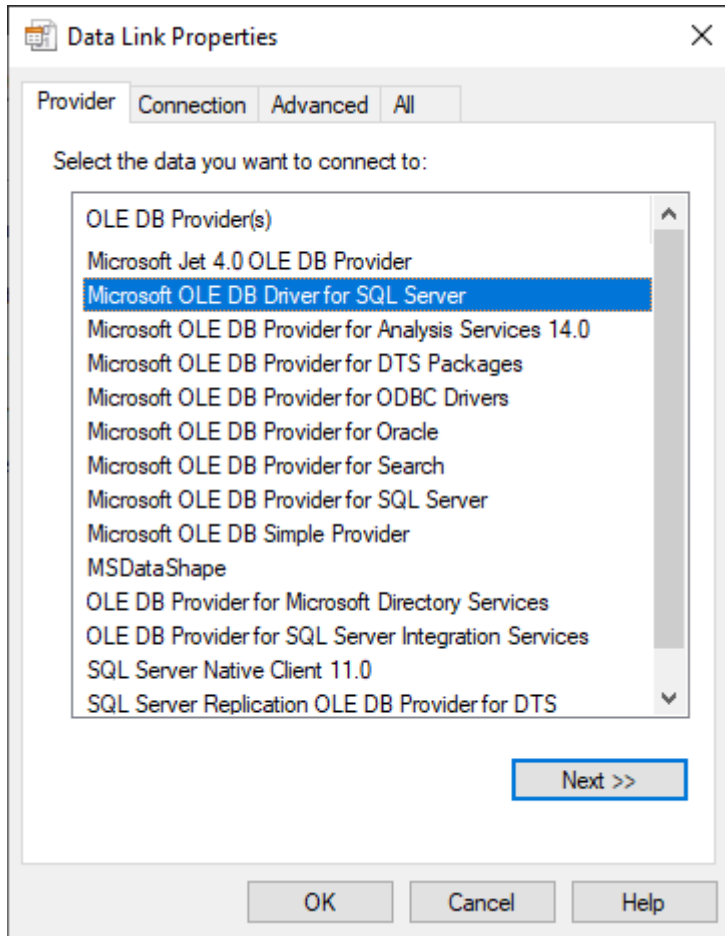 Data Link Properties
Provider Connection Advanced All
Select the data you want to connect to:
OLE DB Provider(s)
Microsoft Jet 4.0 OLE DB Provider
Microsoft OLE DB Driver for SQL Server
Microsoft OLE DB Provider for Analysis Services 14.0
Microsoft OLE DB Provider for DTS Packages
Microsoft OLE DB Provider for ODBC Drivers
Microsoft OLE DB Provider for Oracle
Microsoft OLE DB Provider for Search
Microsoft OLE DB Provider for SQL Server
Microsoft OLE DB Simple Provider
MSDataShape
OLE DB Provider for Microsoft Directory Services
OLE DB Provider for SQL Server Integration Services
SQL Server Native Client 11.0
SQL Server Replication OLE DB Provider for DTS
Next >>
OK Cancel Help